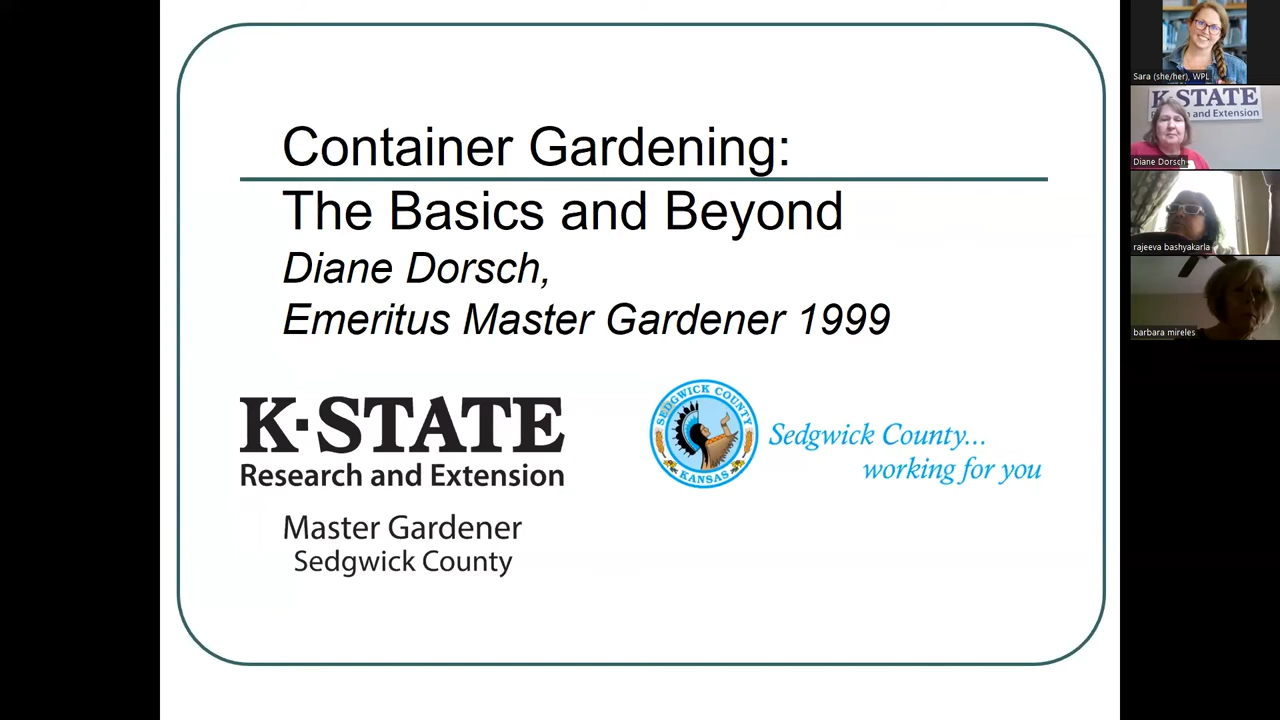 Container Gardening:
The Basics and Beyond
Diane Dorsch,
Emeritus Master Gardener 1999
K·STATE
Research and Extension
Master Gardener
Sedgwick County
SEDGWICK COUNTY
KANSAS
Sedgwick County...
working for you
Sara (she/her), WPL
K·STATE
Research and Extension
Diane Dorsch
rajeeva bashyakarla
barbara mireles